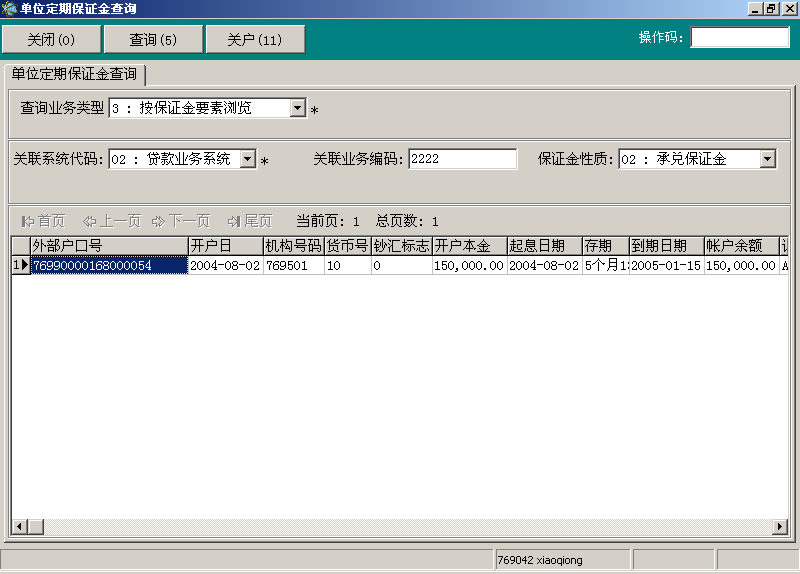 单位定期保证金查询
关闭(0) 查询(5) 关户(11) 操作码:
单位定期保证金查询
查询业务类型 3 : 按保证金要素浏览 *
关联系统代码: 02 : 贷款业务系统 * 关联业务编码: 2222 保证金性质: 02 : 承兑保证金
首页 上一页 下一页 尾页 当前页: 1 总页数: 1
外部户口号 开户日 机构号码 货币号 钞汇标志 开户本金 起息日期 存期 到期日期 帐户余额
1 76990000168000054 2004-08-02 769501 10 0 150,000.00 2004-08-02 5个月1 2005-01-15 150,000.00 A
769042 xiaoqiong